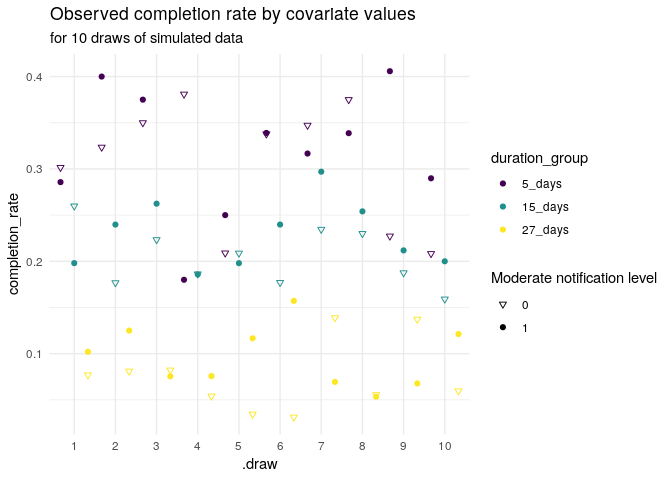 Observed completion rate by covariate values
for 10 draws of simulated data
completion_rate
0.4
0.3
0.2
0.1
1 2 3 4 5 6 7 8 9 10
.draw
duration_group
5_days
15_days
27_days
Moderate notification level
0
1